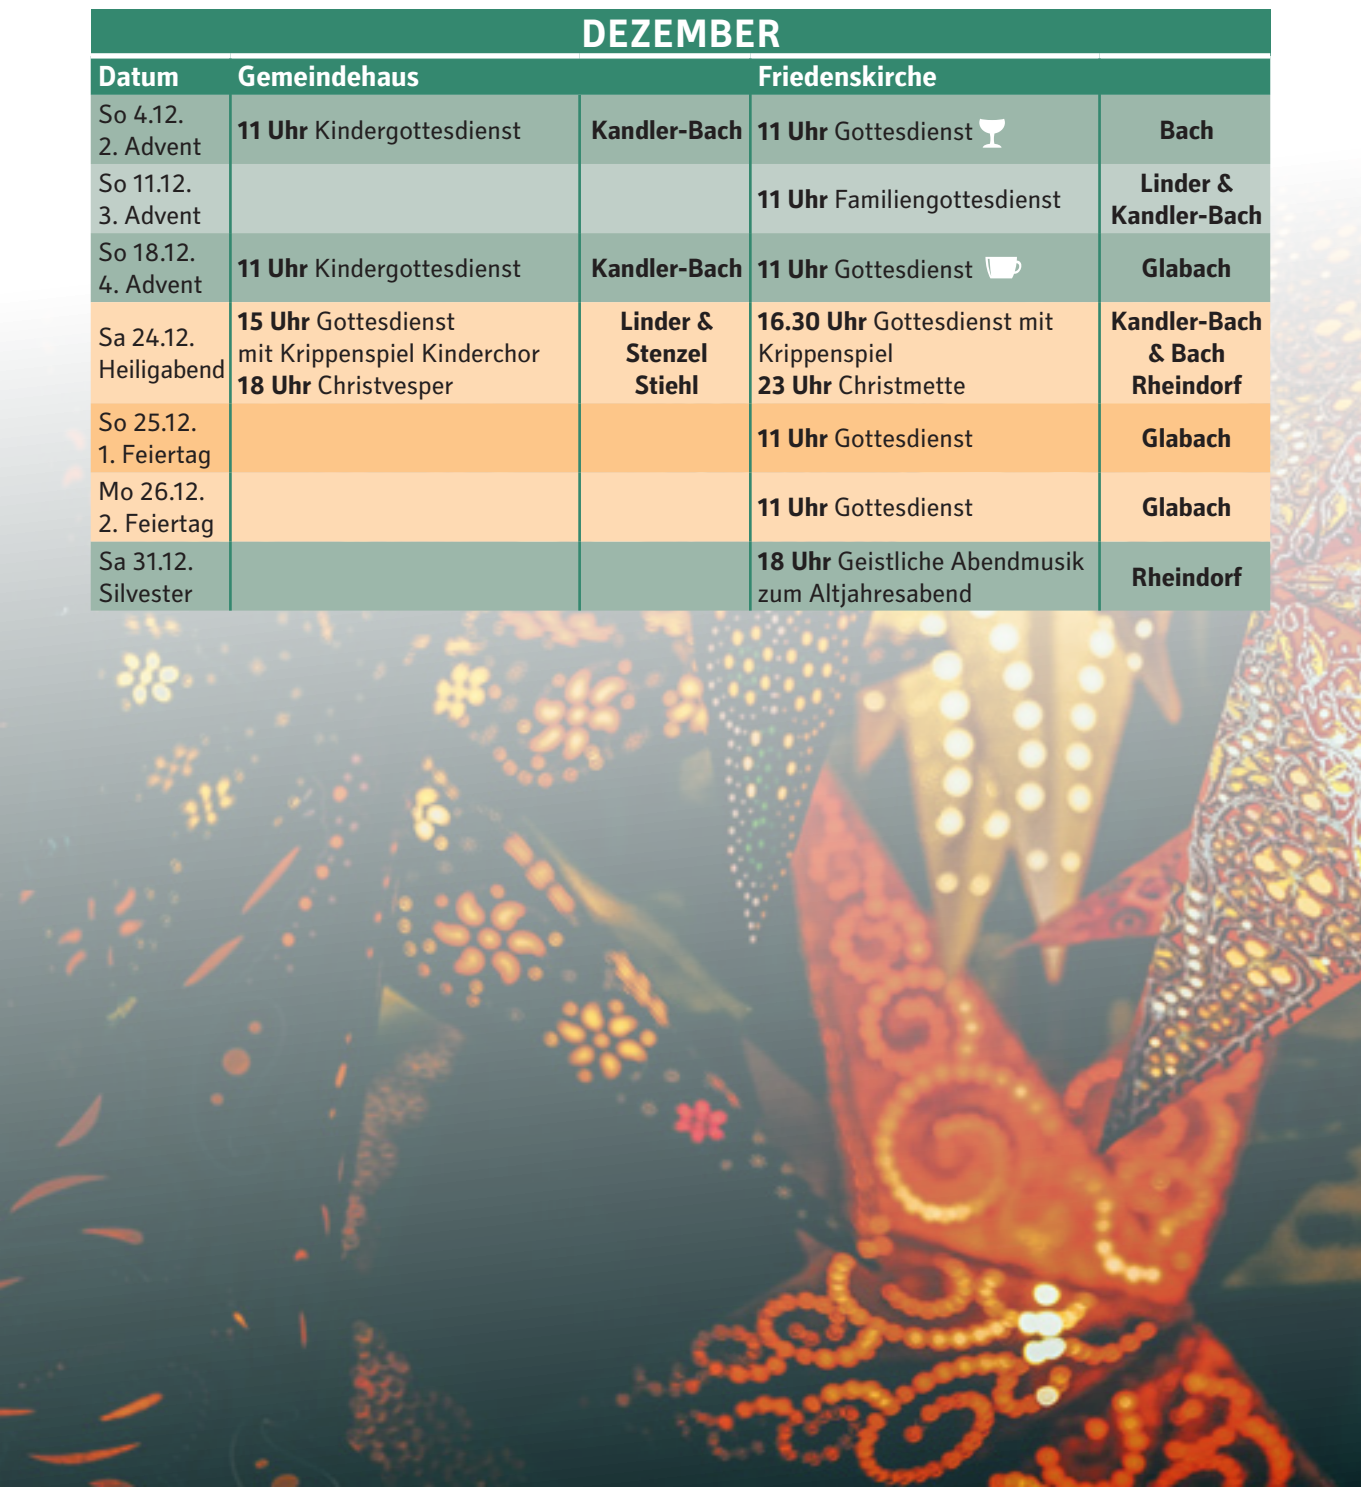 DEZEMBER
Datum Gemeindehaus Friedenskirche
So 4.12.
2. Advent
11 Uhr Kindergottesdienst
Kandler-Bach
11 Uhr Gottesdienst
Bach
So 11.12.
3. Advent
11 Uhr Familiengottesdienst
Linder &
Kandler-Bach
So 18.12.
4. Advent
11 Uhr Kindergottesdienst
Kandler-Bach
11 Uhr Gottesdienst
Glabach
Sa 24.12.
Heiligabend
15 Uhr Gottesdienst
mit Krippenspiel Kinderchor
18 Uhr Christvesper
Linder &
Stenzel
Stiehl
16.30 Uhr Gottesdienst mit
Krippenspiel
23 Uhr Christmette
Kandler-Bach
& Bach
Rheindorf
So 25.12.
1. Feiertag
11 Uhr Gottesdienst
Glabach
Mo 26.12.
2. Feiertag
11 Uhr Gottesdienst
Glabach
Sa 31.12.
Silvester
18 Uhr Geistliche Abendmusik
zum Altjahresabend
Rheindorf